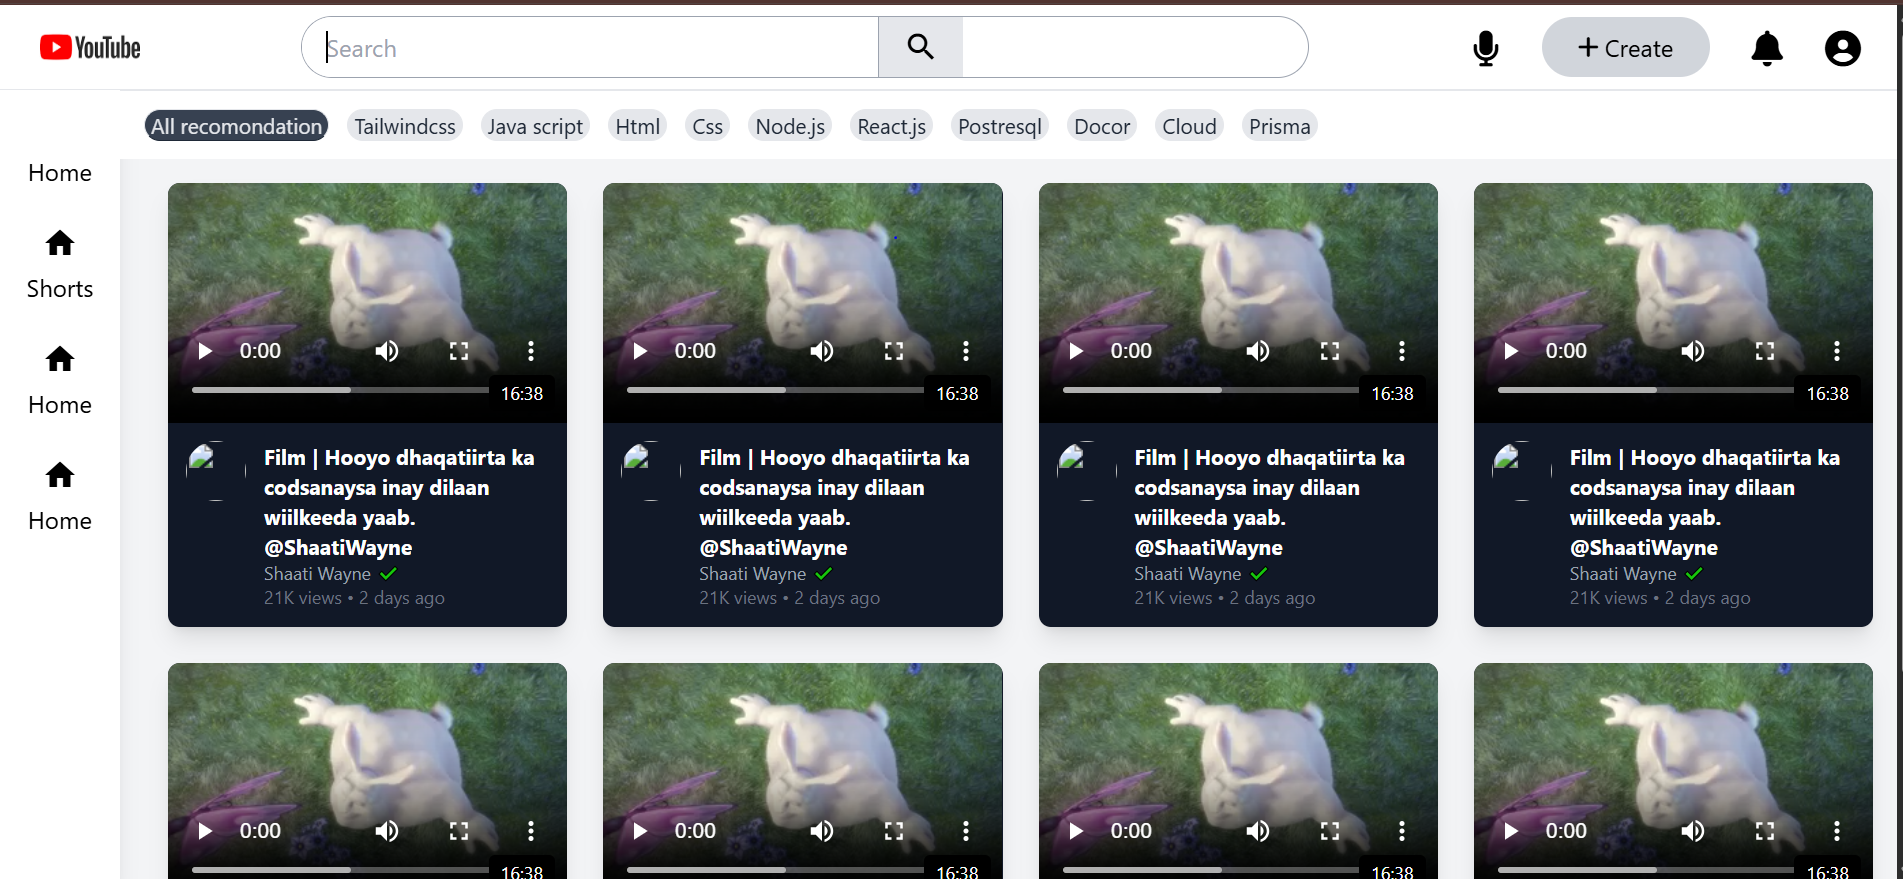 YouTube
Search
Create
All recomondation Tailwindcss Java script Html Css Node.js React.js Postresql Docor Cloud Prisma
Home
Shorts
Home
Home
0:00 0:00 0:00 0:00
16:38 16:38 16:38 16:38
Film | Hooyo dhaqatiirta ka
codsanaysa inay dilaan
wiilkeeda yaab.
@ShaatiWayne
Shaati Wayne
21K views • 2 days ago
Film | Hooyo dhaqatiirta ka
codsanaysa inay dilaan
wiilkeeda yaab.
@ShaatiWayne
Shaati Wayne
21K views • 2 days ago
Film | Hooyo dhaqatiirta ka
codsanaysa inay dilaan
wiilkeeda yaab.
@ShaatiWayne
Shaati Wayne
21K views • 2 days ago
Film | Hooyo dhaqatiirta ka
codsanaysa inay dilaan
wiilkeeda yaab.
@ShaatiWayne
Shaati Wayne
21K views • 2 days ago
0:00 0:00 0:00 0:00
16:38 16:38 16:38 16:38